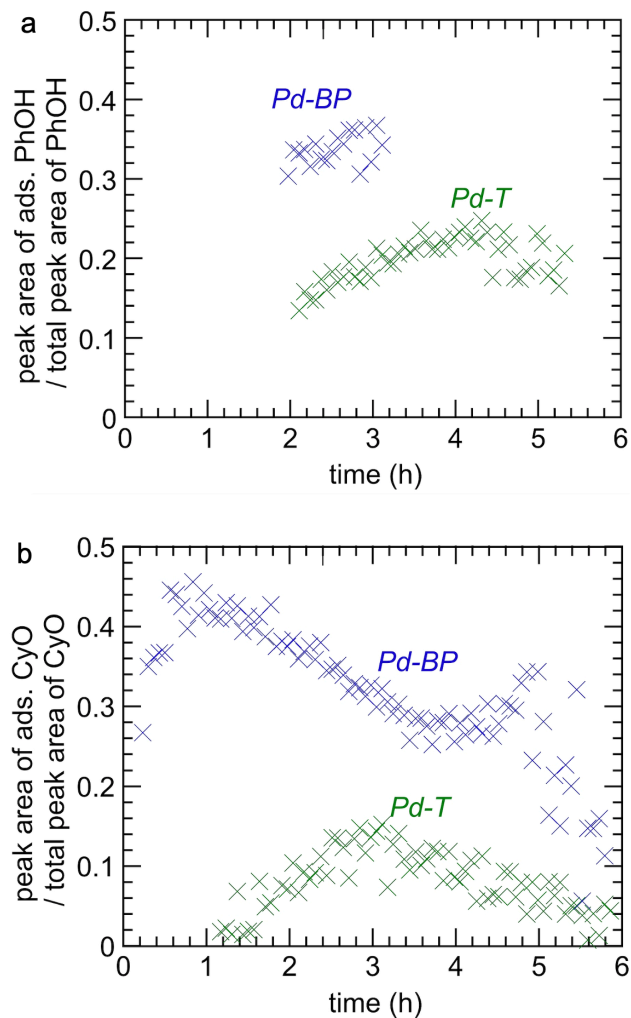 a
peak area of ads. PhOH
/ total peak area of PhOH
0.5
0.4
0.3
0.2
0.1
0
Pd-BP
Pd-T
0 1 2 3 4 5 6
time (h)
b
peak area of ads. CyO
/ total peak area of CyO
0.5
0.4
0.3
0.2
0.1
0
Pd-BP
Pd-T
0 1 2 3 4 5 6
time (h)